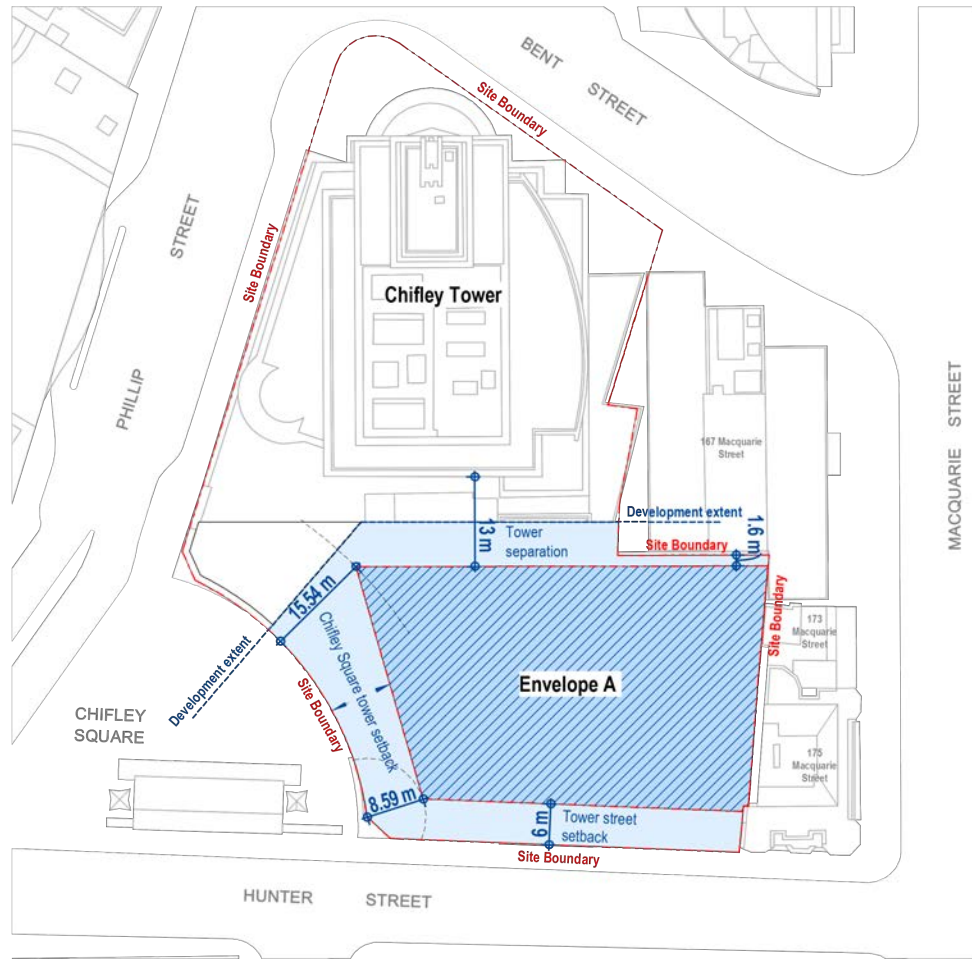 BENT
STREET
Site Boundary
STREET
PHILLIP
Site Boundary
Chifley Tower
MACQUARIE STREET
167 Macquarie
Street
13 m
Tower
separation
Development extent
Site Boundary
1.6 m
15.54 m
Chifley Square tower setback
Development extent
Site Boundary
Site Boundary
173
Macquarie
Street
Envelope A
CHIFLEY
SQUARE
175
Macquarie
Street
8.59 m
6 m
Tower street
setback
Site Boundary
HUNTER STREET